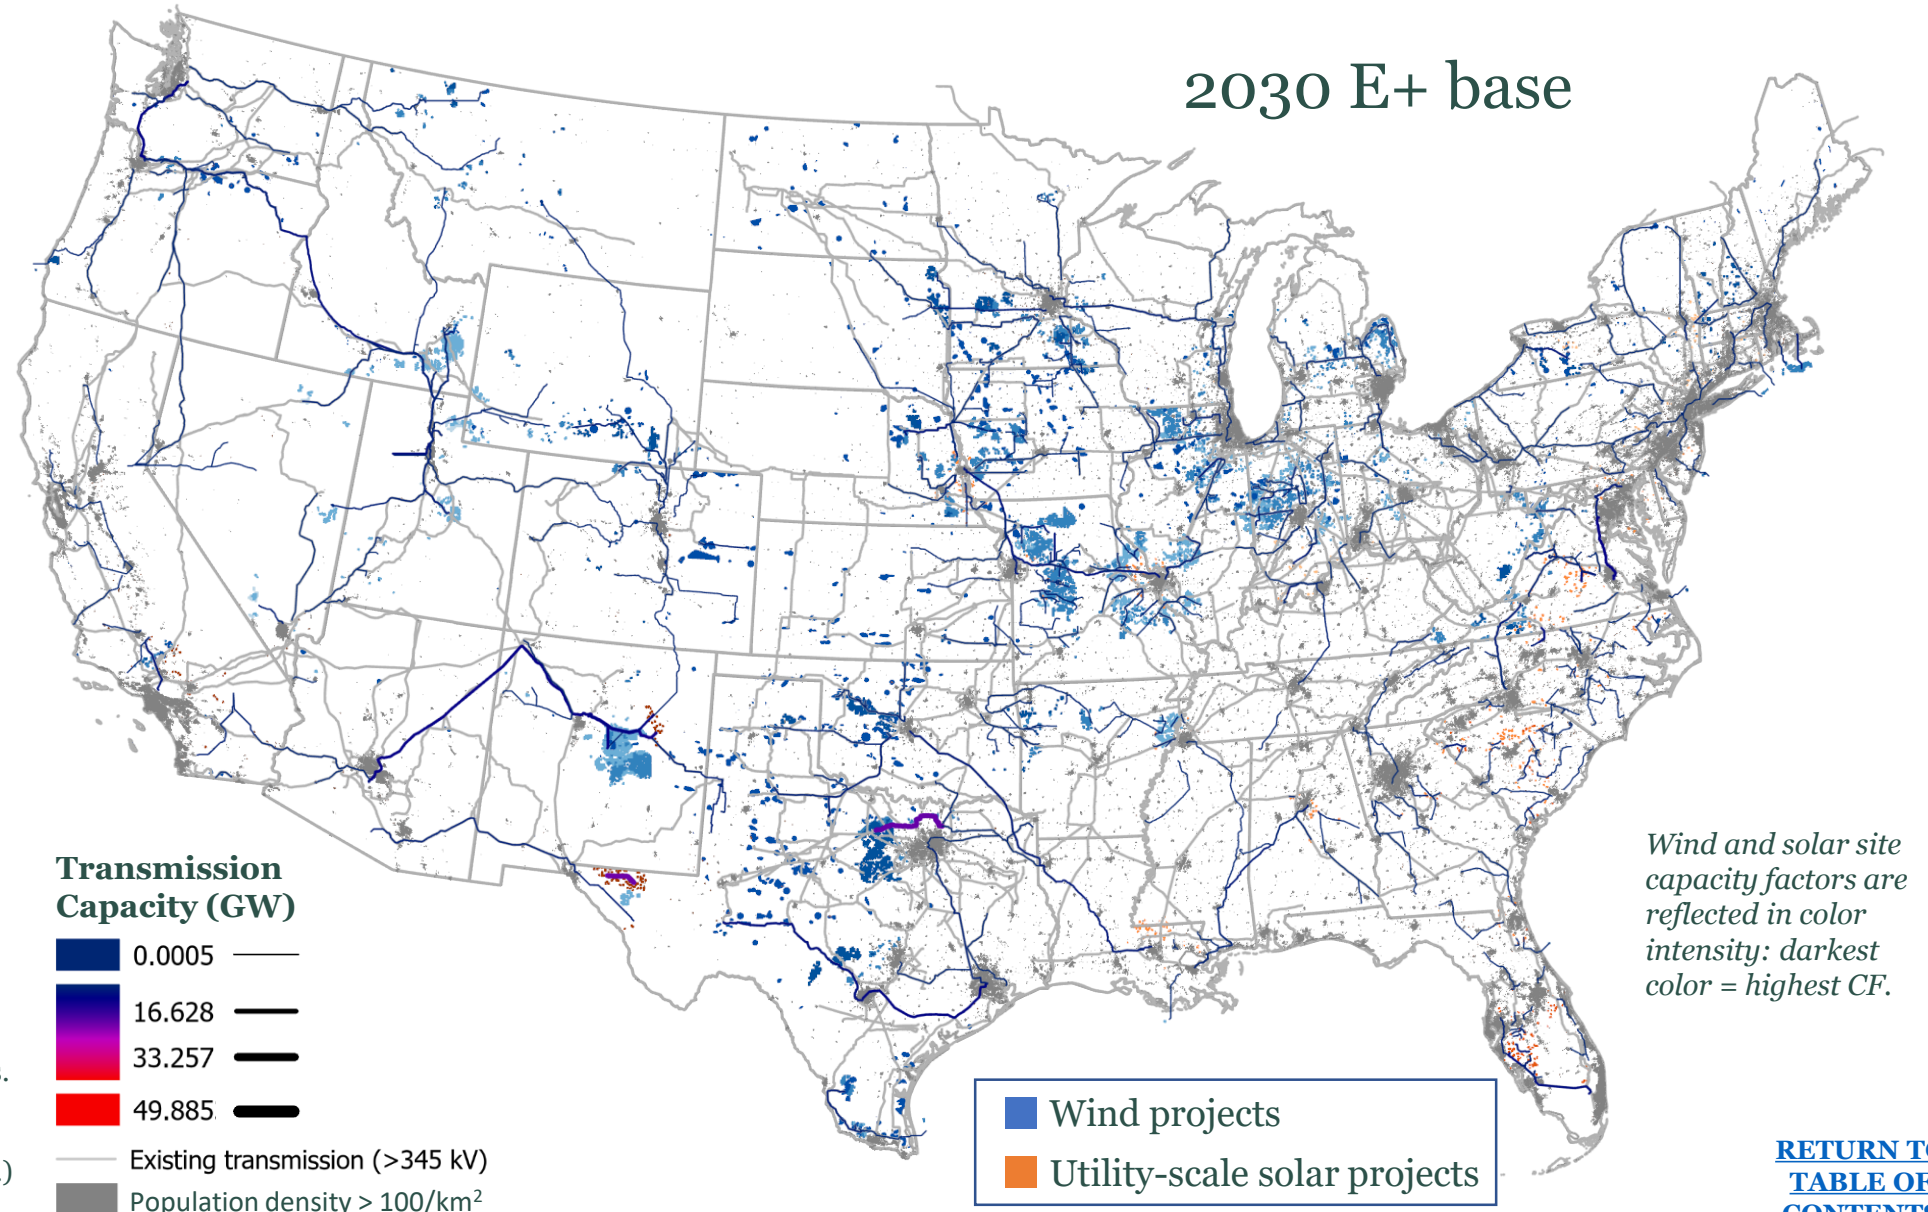 2030 E+ base
Wind and solar site
capacity factors are
reflected in color
intensity: darkest
color = highest CF.
Transmission
Capacity (GW)
0.0005
16.628
33.257
49.885
Existing transmission (>345 kV)
Population density > 100/km²
Wind projects
Utility-scale solar projects
RETURN TO
TABLE OF
CONTENTS